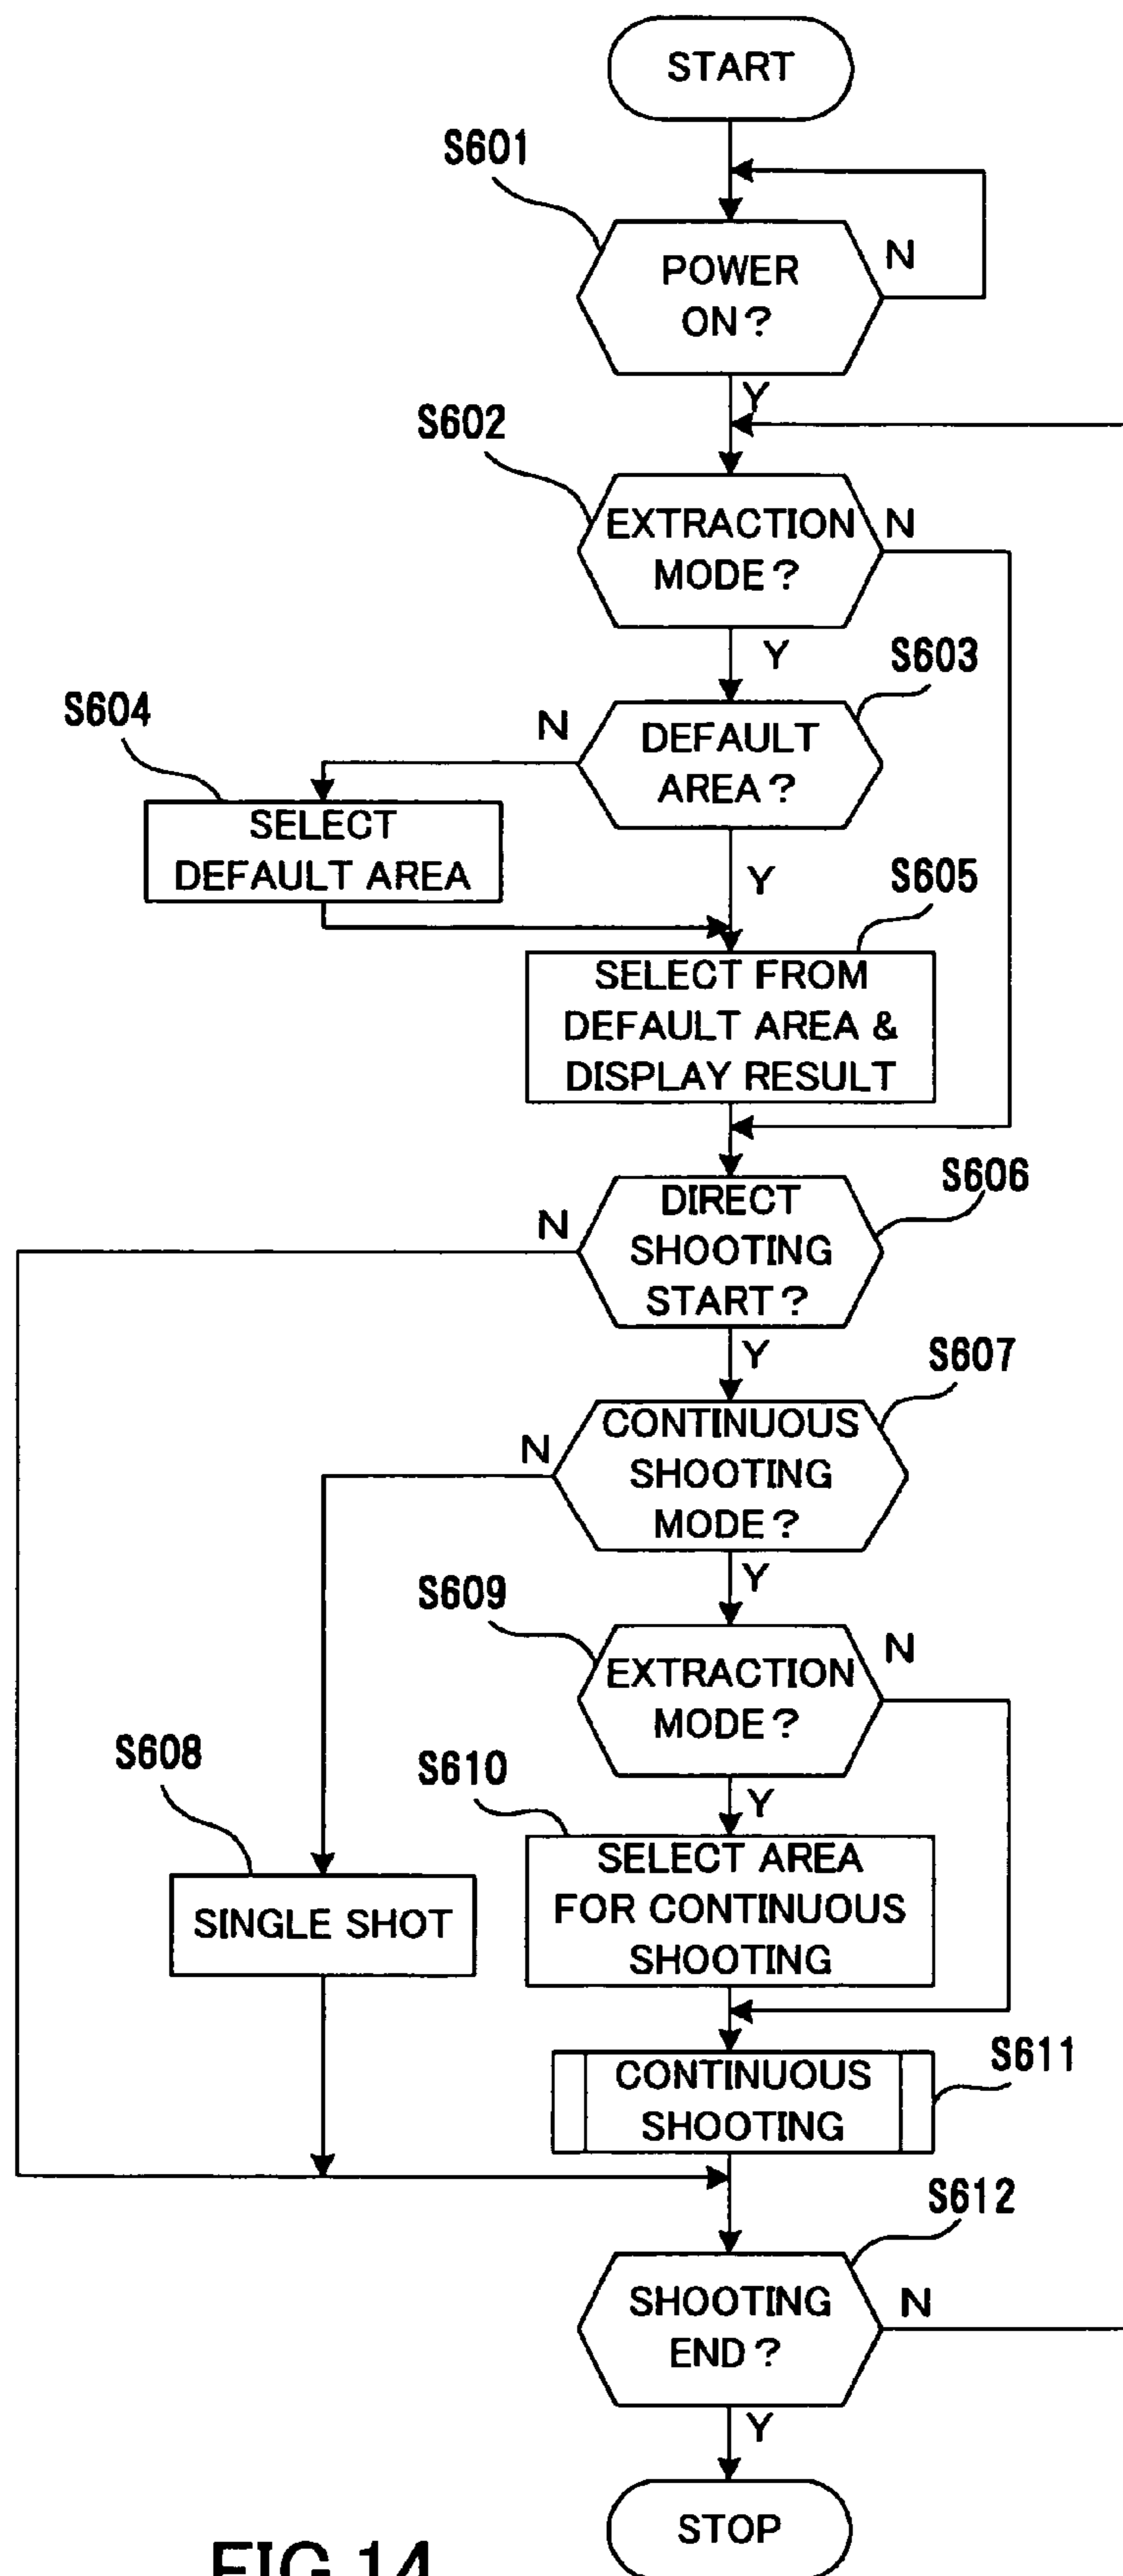 START
S601
POWER
ON?
N
Y
S602
EXTRACTION
MODE?
N
Y
S603
DEFAULT
AREA?
N
S604
SELECT
DEFAULT AREA
Y
S605
SELECT FROM
DEFAULT AREA &
DISPLAY RESULT
S606
DIRECT
SHOOTING
START?
N
Y
S607
CONTINUOUS
SHOOTING
MODE?
N
Y
S609
EXTRACTION
MODE?
N
S608
SINGLE SHOT
Y
S610
SELECT AREA
FOR CONTINUOUS
SHOOTING
S611
CONTINUOUS
SHOOTING
S612
SHOOTING
END?
N
Y
STOP
FIG.14